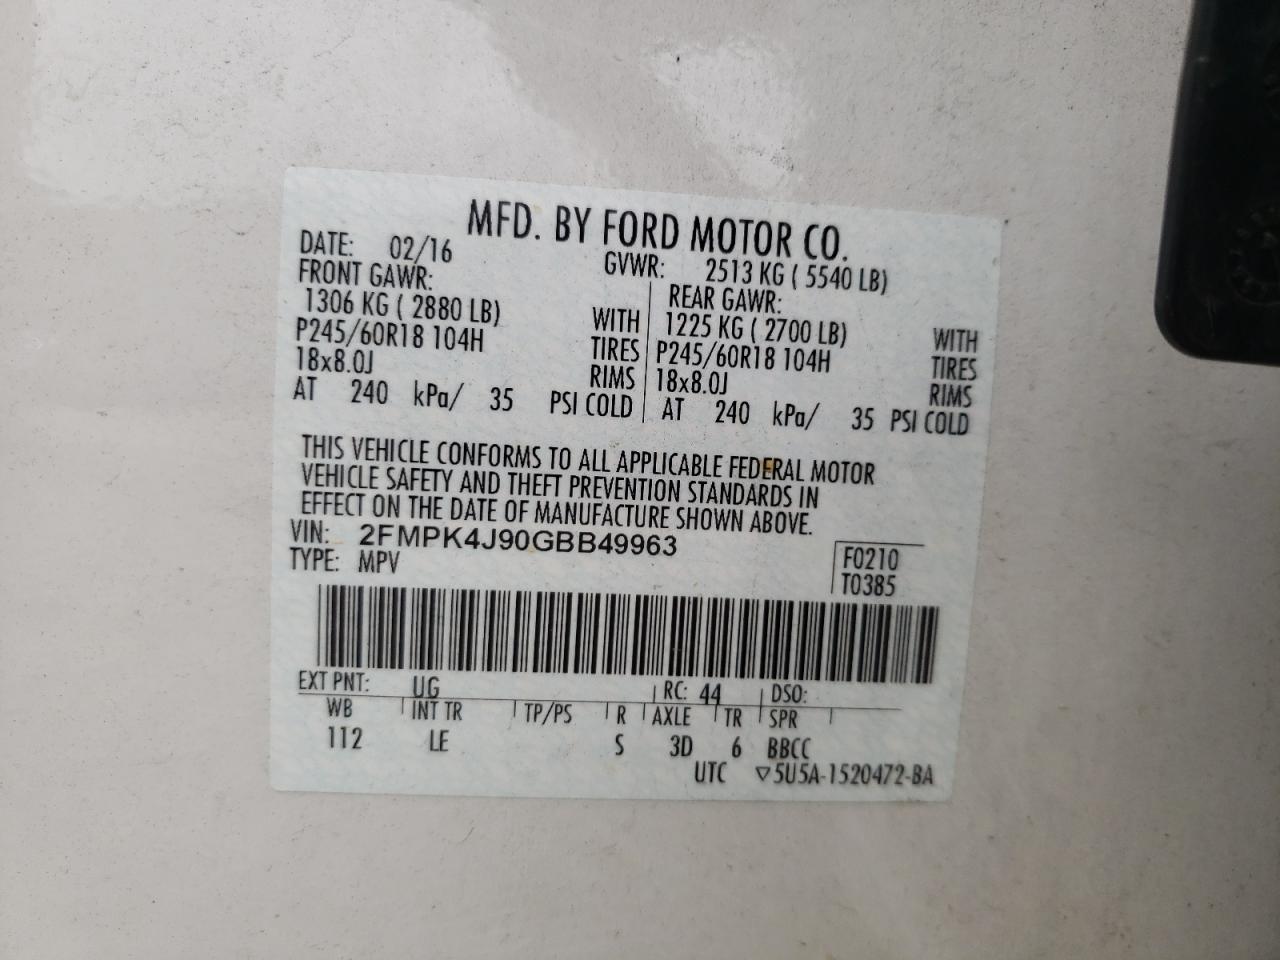 MFD. BY FORD MOTOR CO.
DATE: 02/16 GVWR: 2513 KG ( 5540 LB)
FRONT GAWR: REAR GAWR:
1306 KG ( 2880 LB) WITH 1225 KG ( 2700 LB) WITH
P245/60R18 104H TIRES P245/60R18 104H TIRES
18x8.0J RIMS 18x8.0J RIMS
AT 240 kPa/ 35 PSI COLD AT 240 kPa/ 35 PSI COLD
THIS VEHICLE CONFORMS TO ALL APPLICABLE FEDERAL MOTOR
VEHICLE SAFETY AND THEFT PREVENTION STANDARDS IN
EFFECT ON THE DATE OF MANUFACTURE SHOWN ABOVE.
VIN: 2FMPK4J90GBB49963
TYPE: MPV
F0210
T0385
EXT PNT: UG RC: 44 DSO:
WB INT TR TP/PS R AXLE TR SPR
112 LE S 3D 6 BBCC
UTC ▽5U5A-1520472-BA